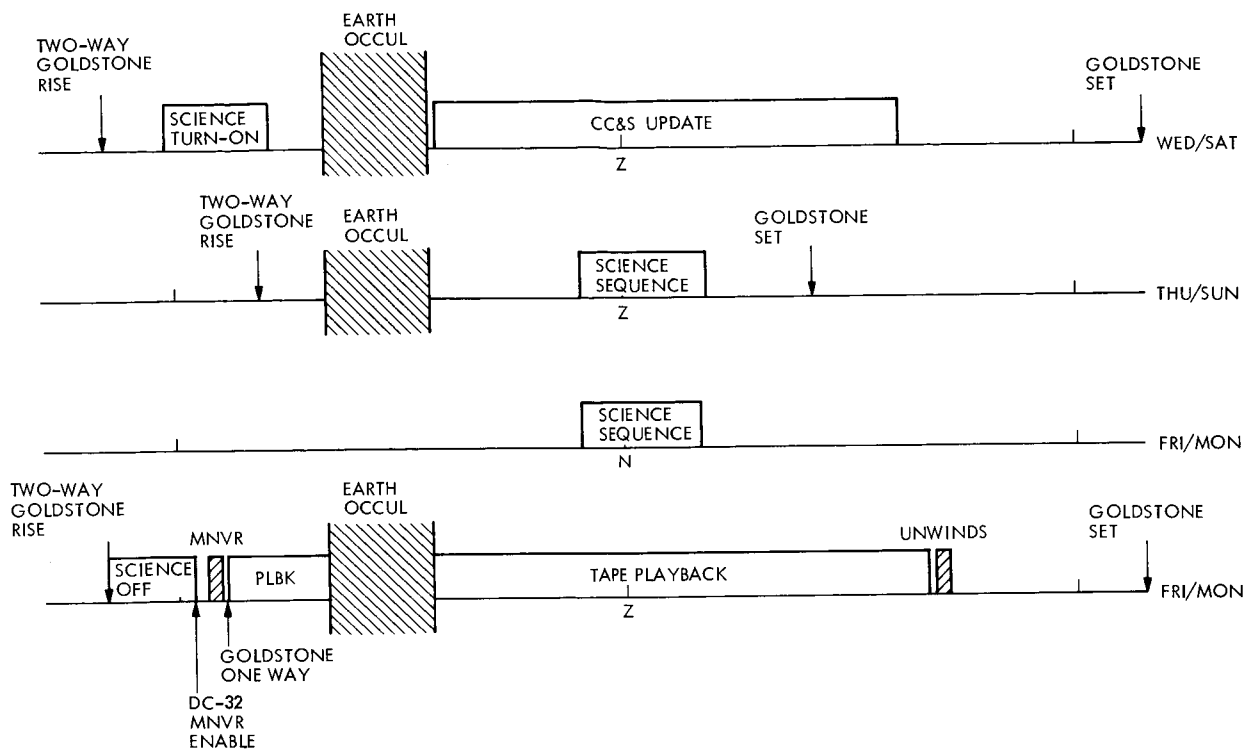 EARTH
OCCUL
TWO-WAY
GOLDSTONE
RISE
GOLDSTONE
SET
SCIENCE
TURN-ON
CC&S UPDATE
Z
WED/SAT
TWO-WAY
GOLDSTONE
RISE
EARTH
OCCUL
GOLDSTONE
SET
SCIENCE
SEQUENCE
Z
THU/SUN
SCIENCE
SEQUENCE
N
FRI/MON
TWO-WAY
GOLDSTONE
RISE
EARTH
OCCUL
GOLDSTONE
SET
MNVR
UNWINDS
SCIENCE
OFF
PLBK
TAPE PLAYBACK
Z
FRI/MON
GOLDSTONE
ONE WAY
DC-32
MNVR
ENABLE